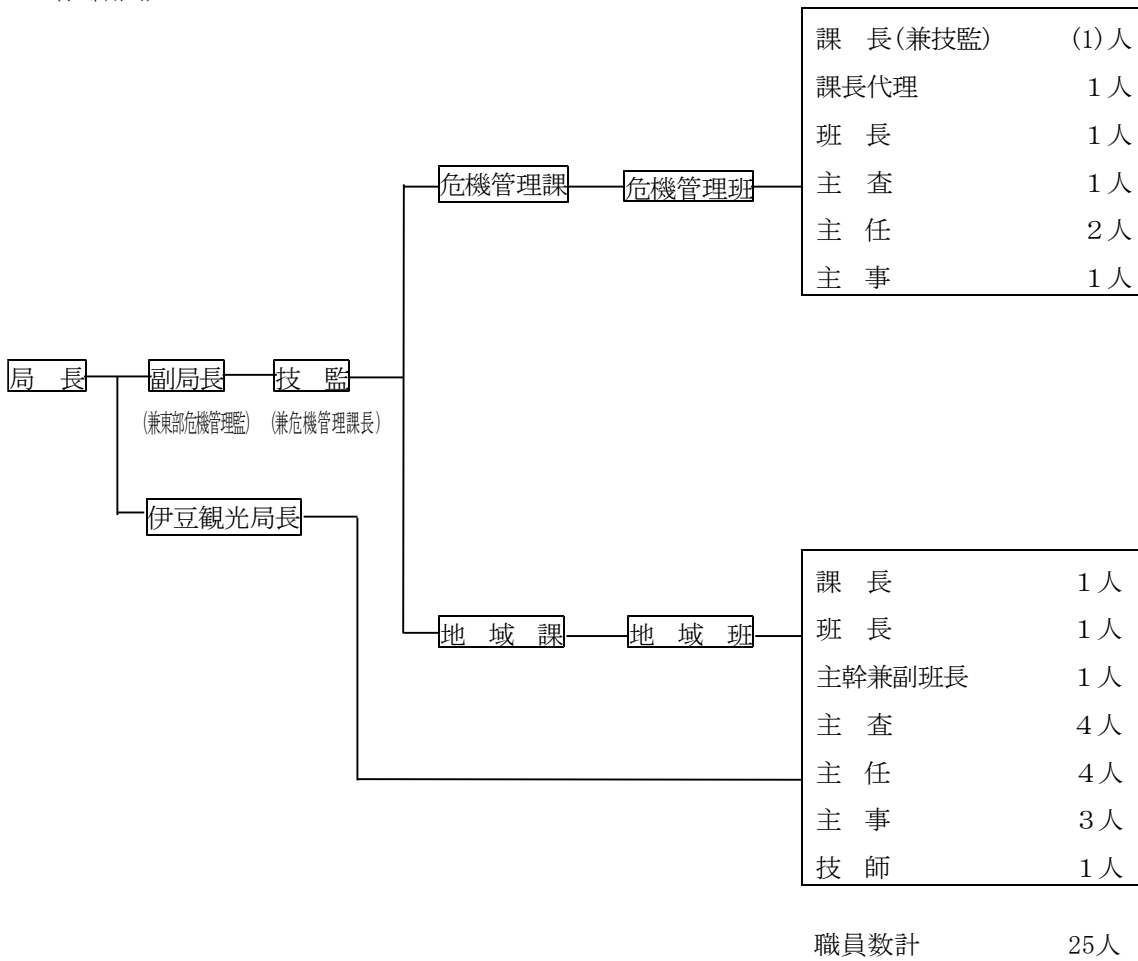 課　長(兼技監)　(1)人
課長代理　1人
班　長　1人
主　査　1人
主　任　2人
主　事　1人
危機管理課
危機管理班
局　長
副局長
技　監
(兼東部危機管理監)
(兼危機管理課長)
伊豆観光局長
地　域　課
地　域　班
課　長　1人
班　長　1人
主幹兼副班長　1人
主　査　4人
主　任　4人
主　事　3人
技　師　1人
職員数計　25人